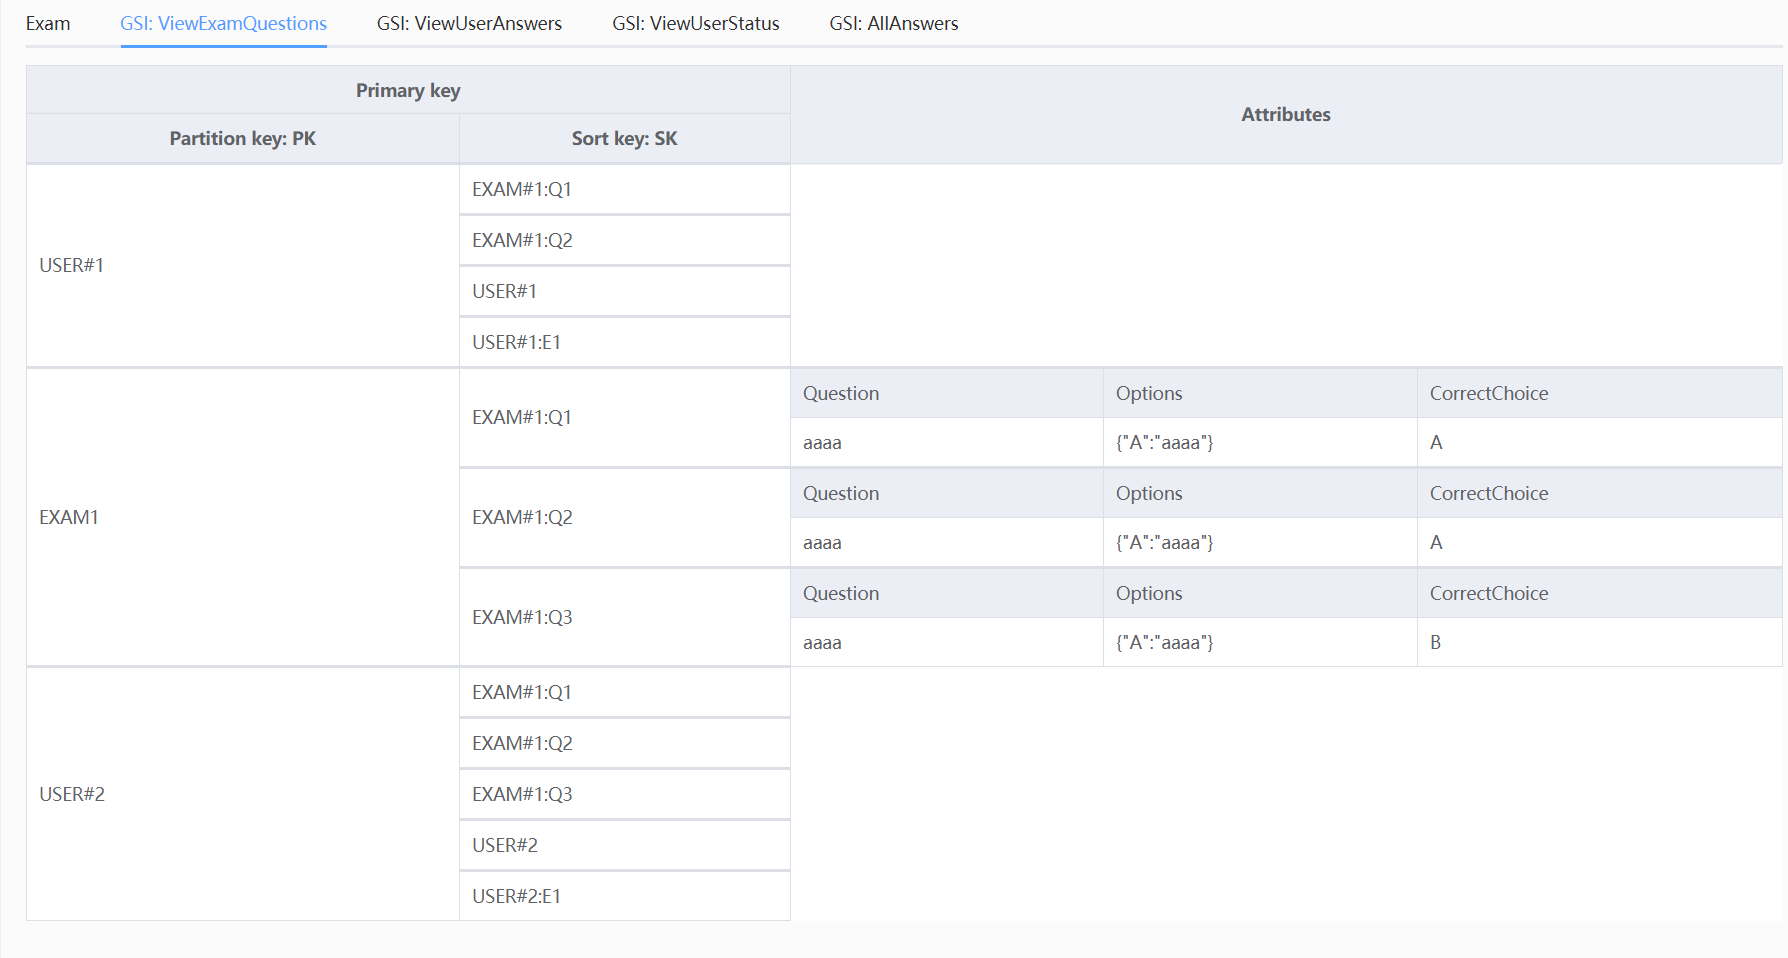 Exam GSI: ViewExamQuestions GSI: ViewUserAnswers GSI: ViewUserStatus GSI: AllAnswers
Primary key
Attributes
Partition key: PK Sort key: SK
USER#1
EXAM#1:Q1
EXAM#1:Q2
USER#1
USER#1:E1
EXAM1
EXAM#1:Q1
Question Options CorrectChoice
aaaa {"A":"aaaa"} A
EXAM#1:Q2
Question Options CorrectChoice
aaaa {"A":"aaaa"} A
EXAM#1:Q3
Question Options CorrectChoice
aaaa {"A":"aaaa"} B
USER#2
EXAM#1:Q1
EXAM#1:Q2
EXAM#1:Q3
USER#2
USER#2:E1